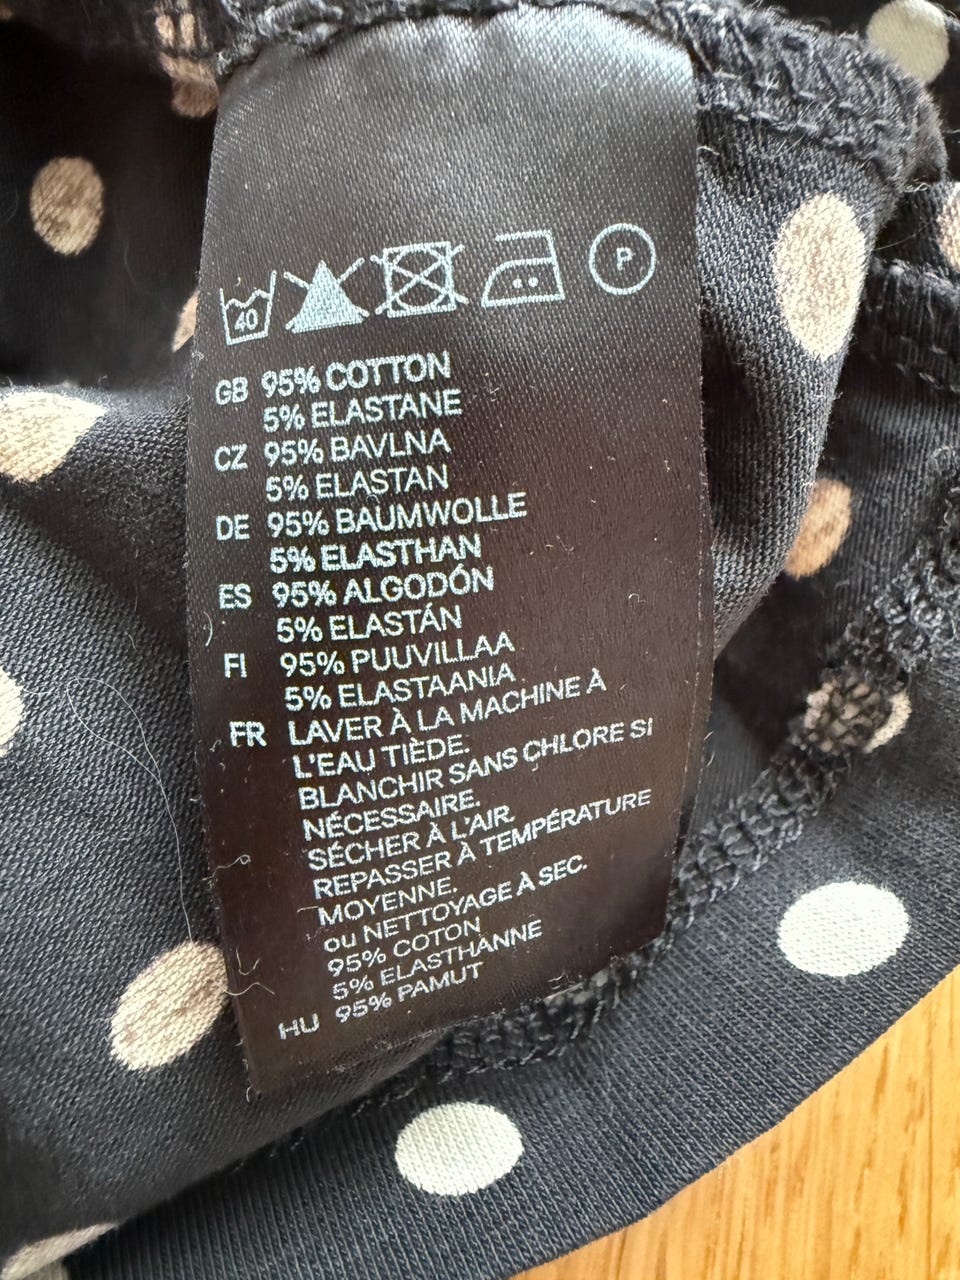 40
P
GB 95% COTTON
5% ELASTANE
CZ 95% BAVLNA
5% ELASTAN
DE 95% BAUMWOLLE
5% ELASTHAN
ES 95% ALGODÓN
5% ELASTÁN
FI 95% PUUVILLAA
5% ELASTAANIA
FR LAVER À LA MACHINE À
L'EAU TIÈDE.
BLANCHIR SANS CHLORE SI
NÉCESSAIRE.
SÉCHER À L'AIR.
REPASSER À TEMPÉRATURE
MOYENNE.
ou NETTOYAGE À SEC.
95% COTON
5% ELASTHANNE
HU 95% PAMUT